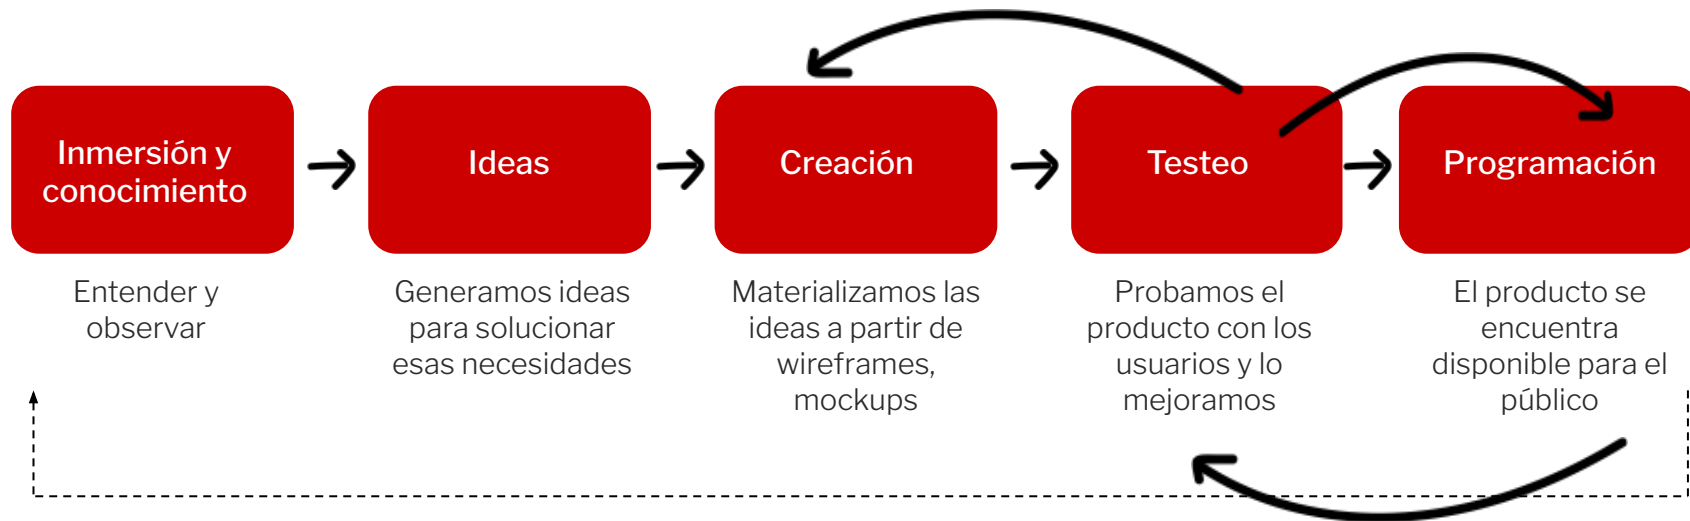 Inmersión y
conocimiento
Entender y
observar
Ideas
Generamos ideas
para solucionar
esas necesidades
Creación
Materializamos las
ideas a partir de
wireframes,
mockups
Testeo
Probamos el
producto con los
usuarios y lo
mejoramos
Programación
El producto se
encuentra
disponible para el
público